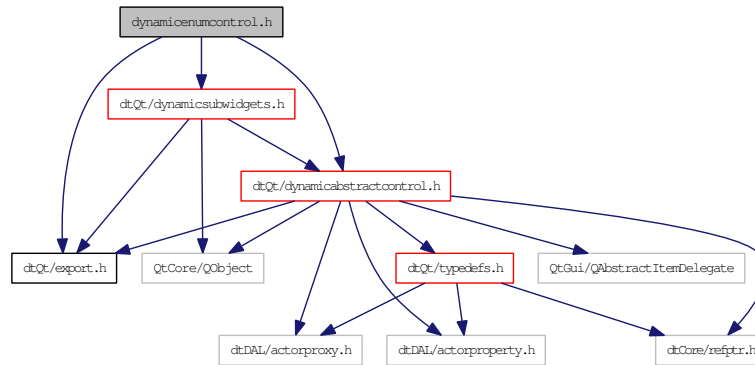 dynamicenumcontrol.h
dtQt/dynamicsubwidgets.h
dtQt/dynamicabstractcontrol.h
dtQt/export.h
QtCore/QObject
dtQt/typedefs.h
QtGui/QAbstractItemDelegate
dtDAL/actorproxy.h
dtDAL/actorproperty.h
dtCore/refptr.h